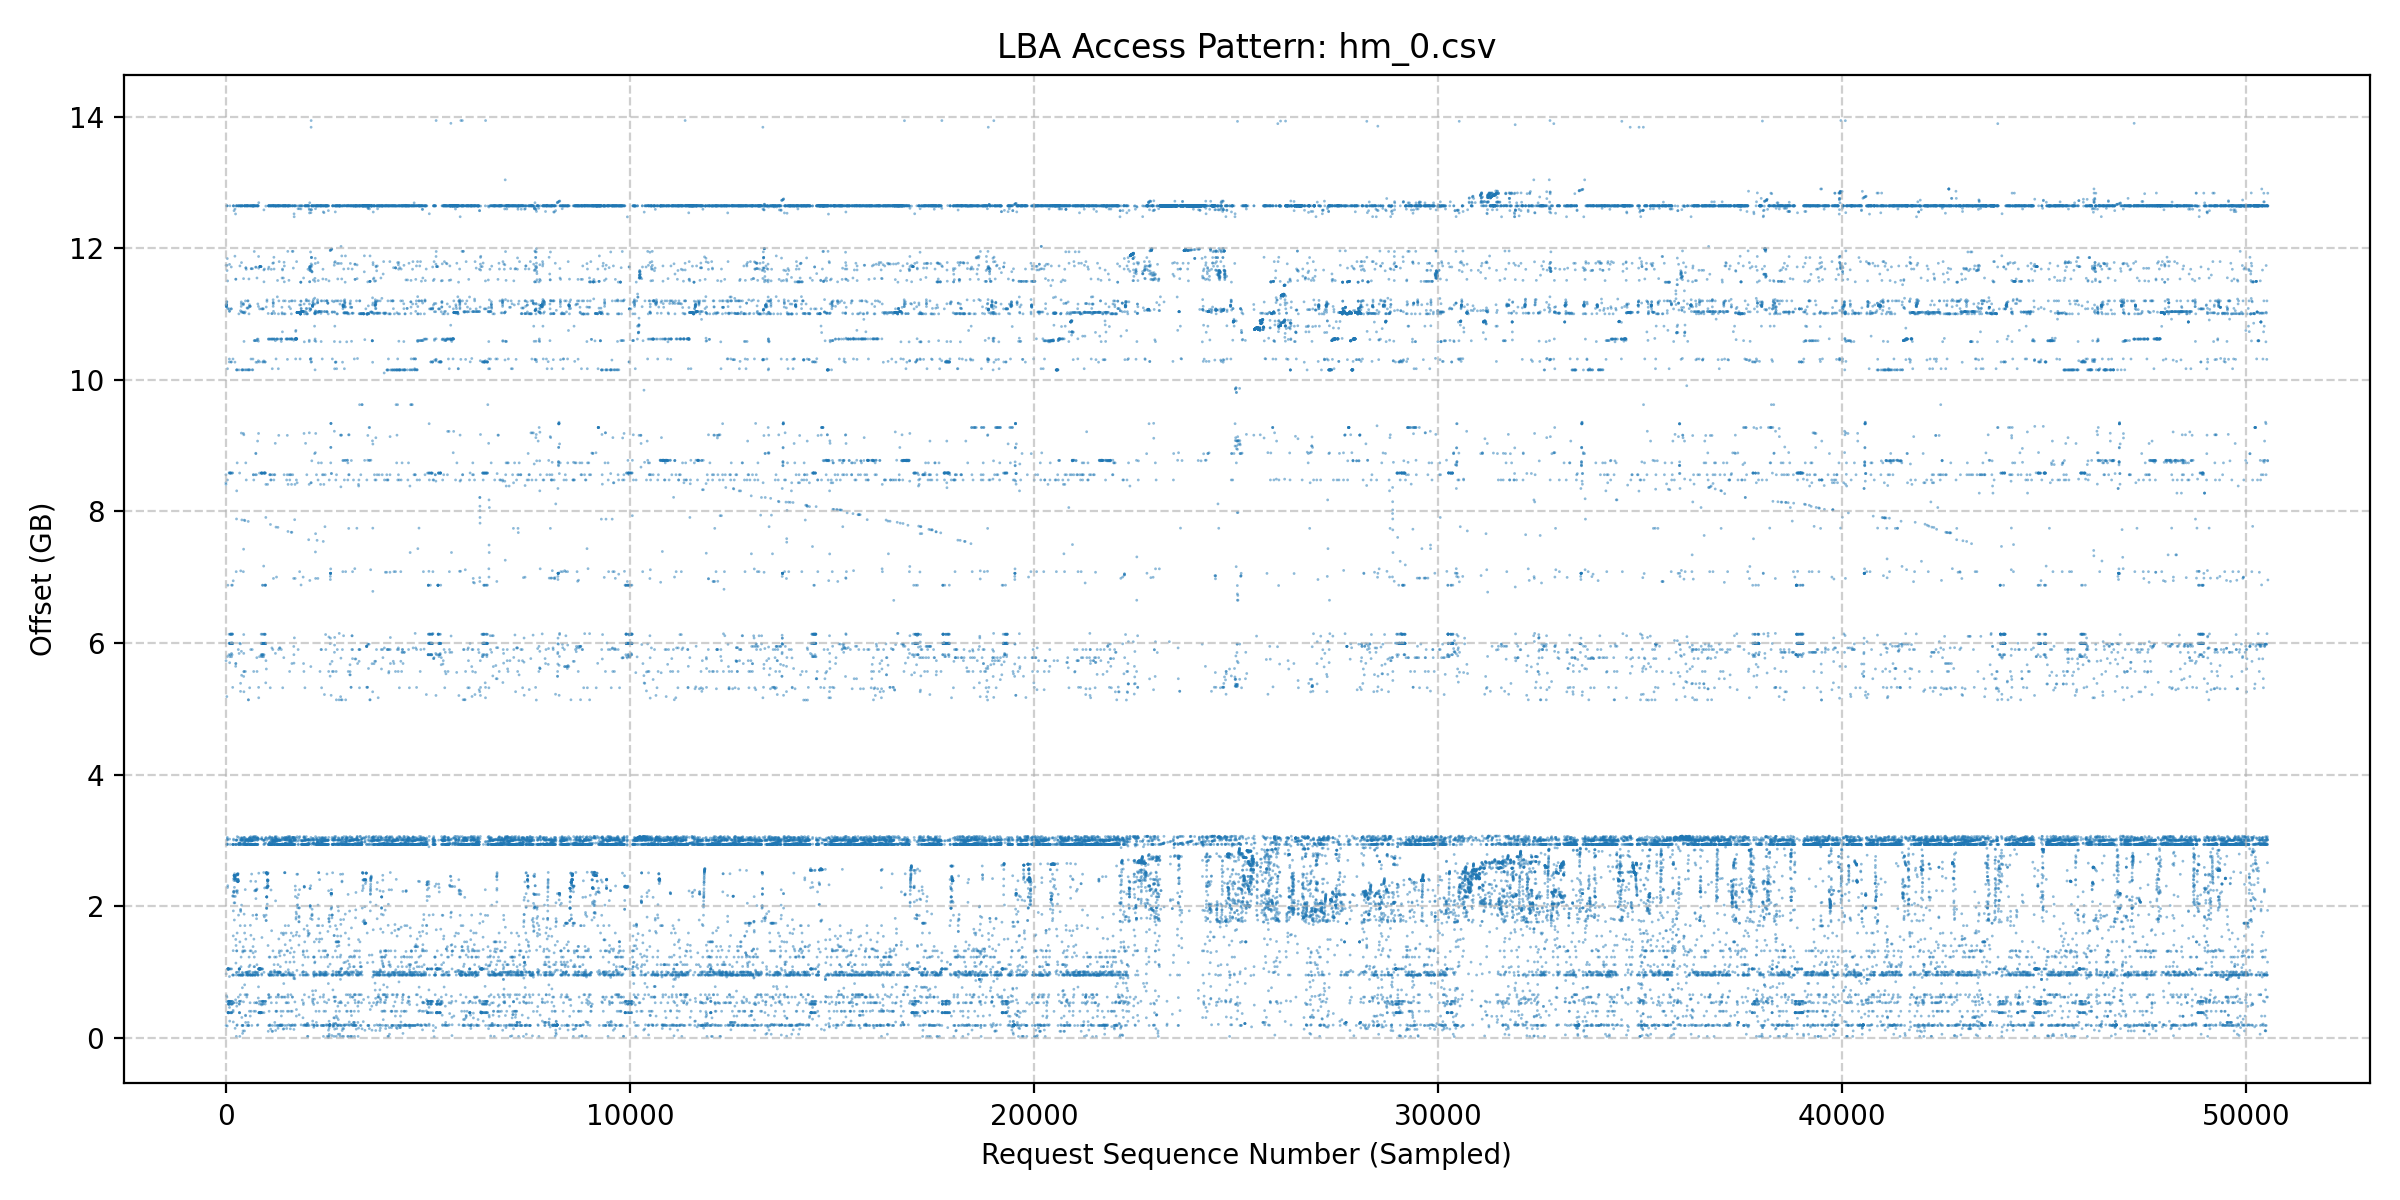 LBA Access Pattern: hm_0.csv
14
12
10
8
6
4
2
0
Offset (GB)
0 10000 20000 30000 40000 50000
Request Sequence Number (Sampled)